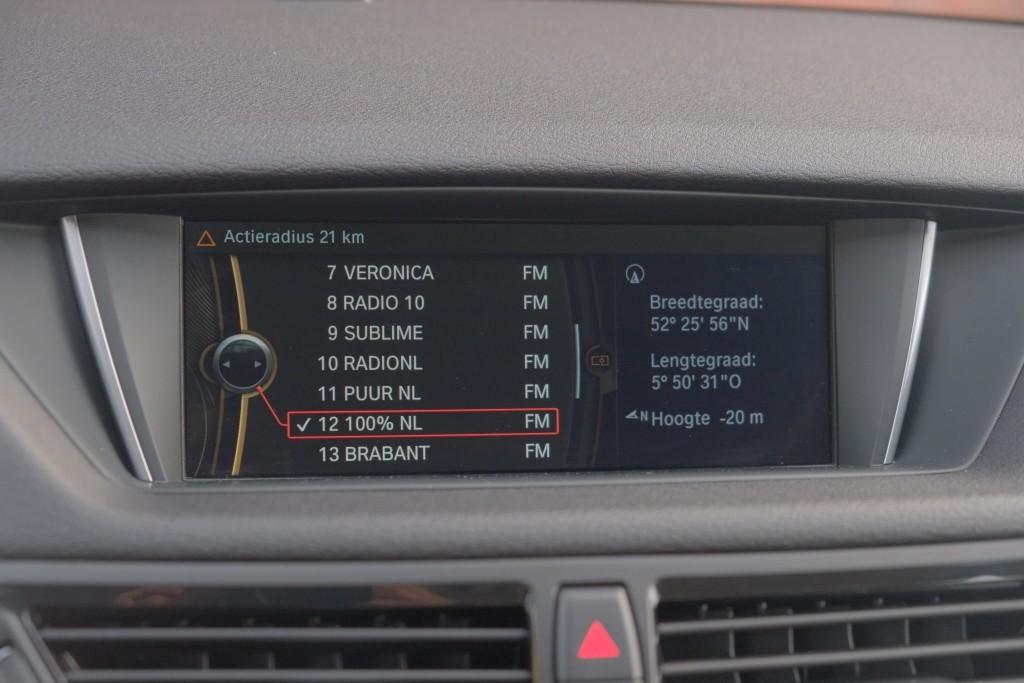 Actieradius 21 km
7 VERONICA FM
8 RADIO 10 FM
9 SUBLIME FM
10 RADIONL FM
11 PUUR NL FM
✓ 12 100% NL FM
13 BRABANT FM
Breedtegraad:
52° 25' 56"N
Lengtegraad:
5° 50' 31"O
N Hoogte -20 m